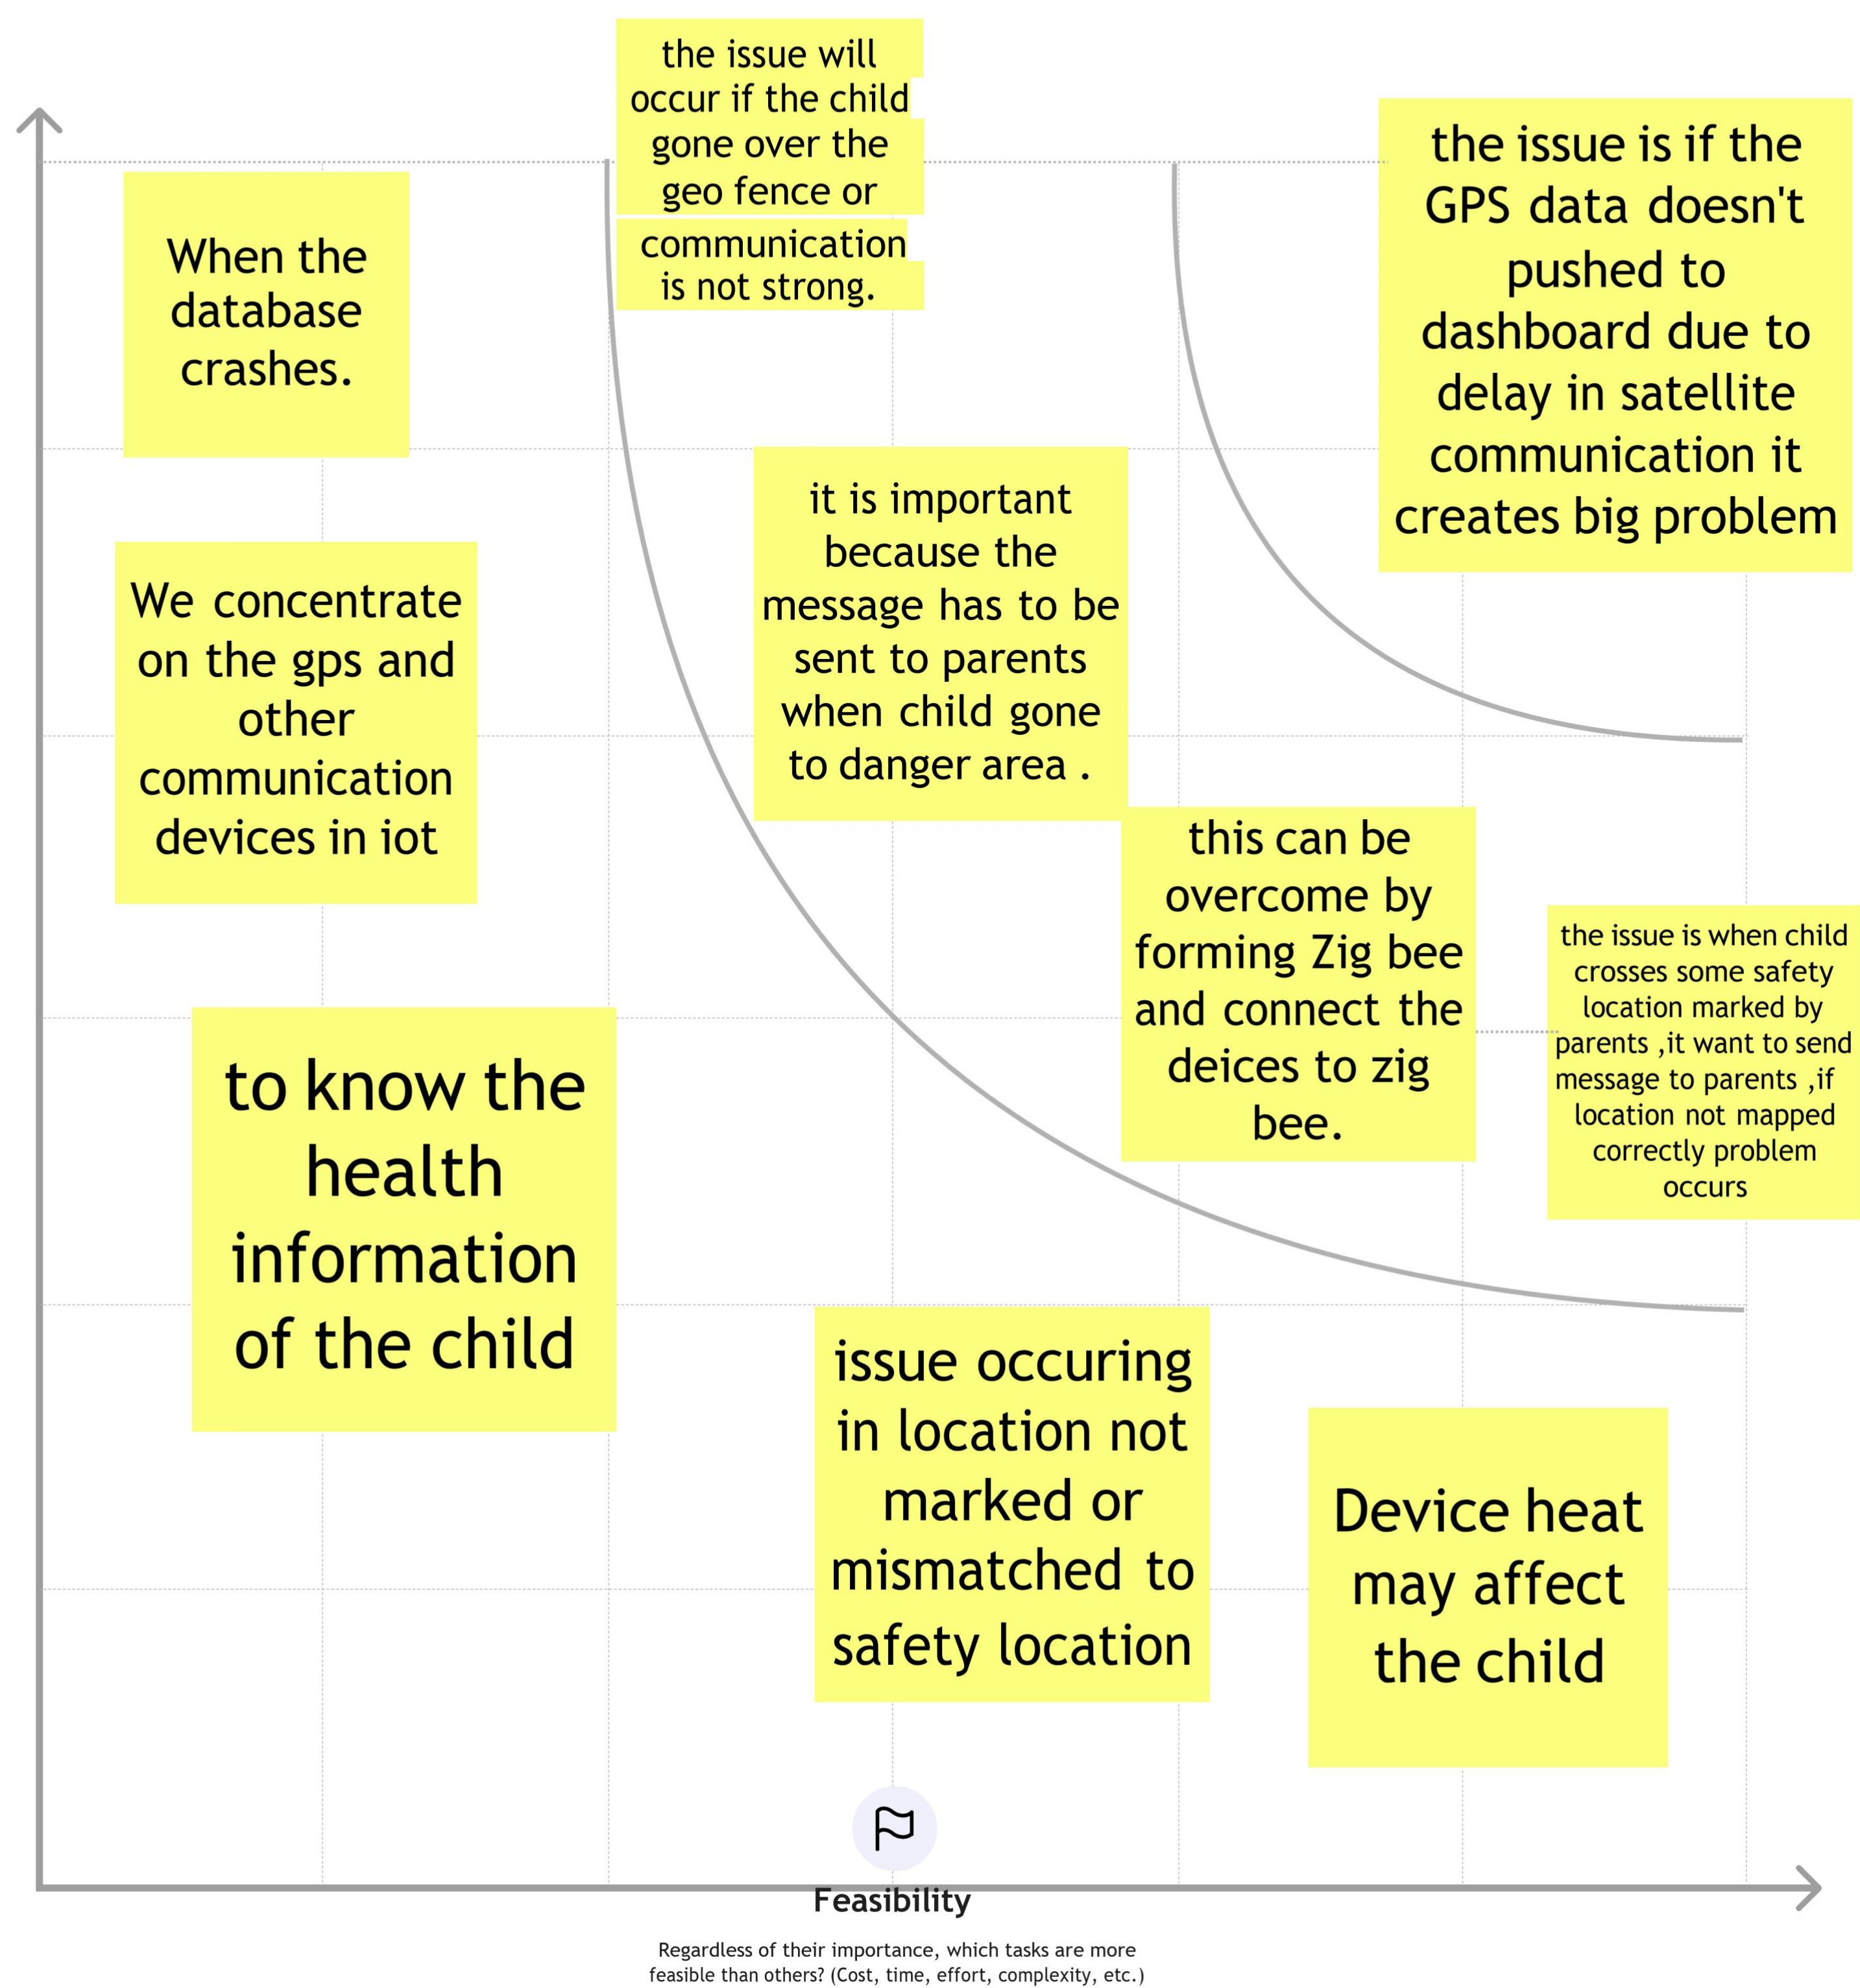 the issue will
occur if the child
gone over the
geo fence or
communication
is not strong.
the issue is if the
GPS data doesn't
pushed to
dashboard due to
delay in satellite
communication it
creates big problem
When the
database
crashes.
it is important
because the
message has to be
sent to parents
when child gone
to danger area .
We concentrate
on the gps and
other
communication
devices in iot
this can be
overcome by
forming Zig bee
and connect the
deices to zig
bee.
the issue is when child
crosses some safety
location marked by
parents ,it want to send
message to parents ,if
location not mapped
correctly problem
occurs
to know the
health
information
of the child
issue occuring
in location not
marked or
mismatched to
safety location
Device heat
may affect
the child
Feasibility
Regardless of their importance, which tasks are more
feasible than others? (Cost, time, effort, complexity, etc.)